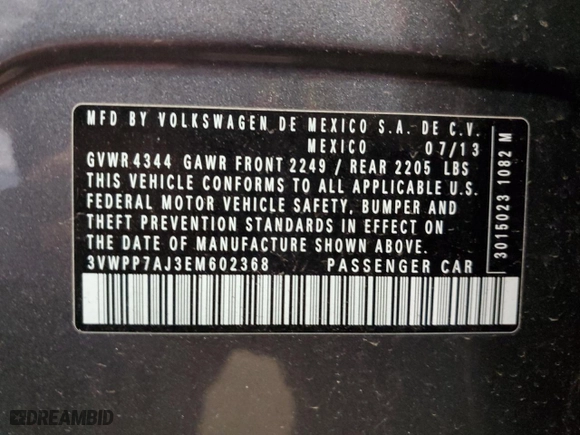 MFD BY VOLKSWAGEN DE MEXICO S.A. DE C.V.
MEXICO 07/13
GVWR 4344 GAWR FRONT 2249 / REAR 2205 LBS
THIS VEHICLE CONFORMS TO ALL APPLICABLE U.S.
FEDERAL MOTOR VEHICLE SAFETY, BUMPER AND
THEFT PREVENTION STANDARDS IN EFFECT ON
THE DATE OF MANUFACTURE SHOWN ABOVE.
3VWPP7AJ3EM602368 PASSENGER CAR
3015023 1082 M
DREAMBID